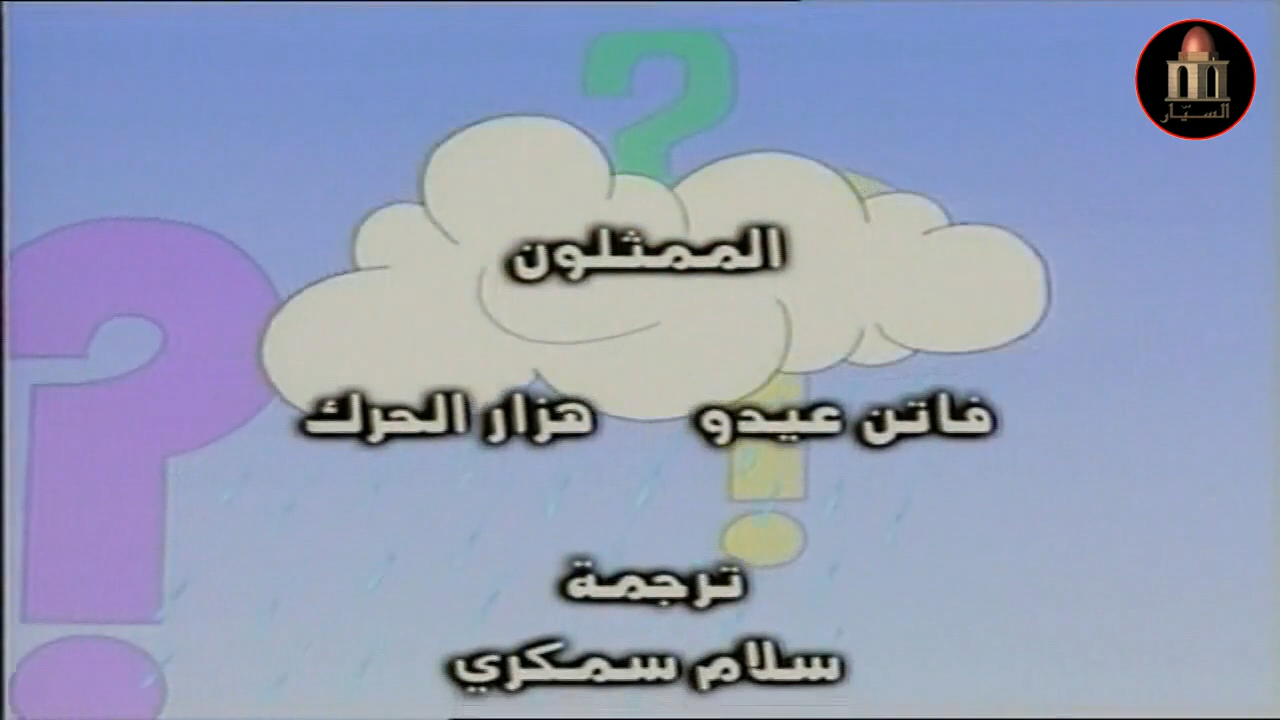 السيّار
الممثلون
فاتن عيدو هزار الحرك
ترجمة
سلام سمكري